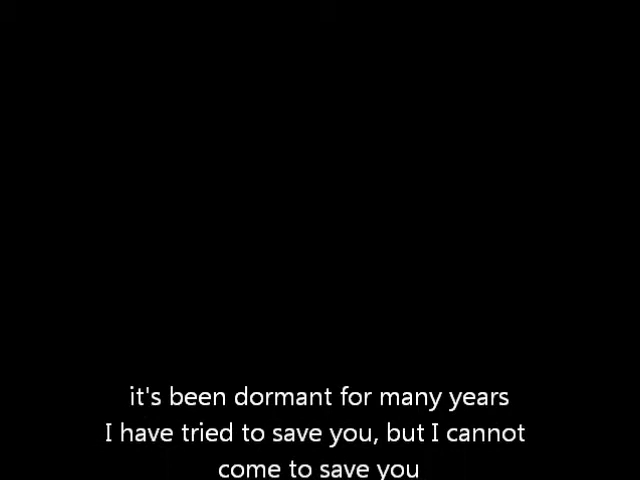 it's been dormant for many years
I have tried to save you, but I cannot
come to save you